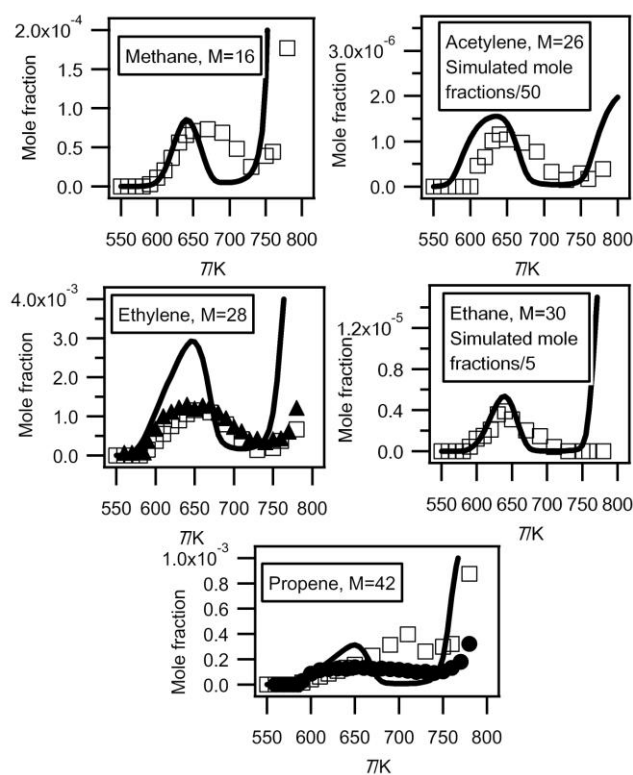 2.0x10⁻⁴
1.5
1.0
0.5
0.0
Mole fraction
Methane, M=16
550 600 650 700 750 800
T/K
3.0x10⁻⁶
2.0
1.0
0.0
Mole fraction
Acetylene, M=26
Simulated mole
fractions/50
550 600 650 700 750 800
T/K
4.0x10⁻³
3.0
2.0
1.0
0.0
Mole fraction
Ethylene, M=28
550 600 650 700 750 800
T/K
1.2x10⁻⁵
0.8
0.4
0.0
Mole fraction
Ethane, M=30
Simulated mole
fractions/5
550 600 650 700 750 800
T/K
1.0x10⁻³
0.8
0.6
0.4
0.2
0.0
Mole fraction
Propene, M=42
550 600 650 700 750 800
T/K